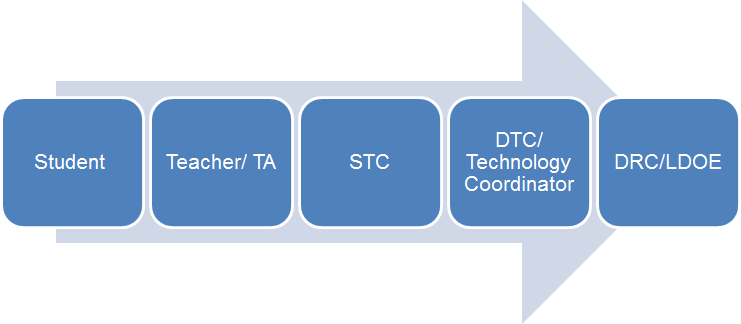 Student
Teacher/ TA
STC
DTC/
Technology
Coordinator
DRC/LDOE